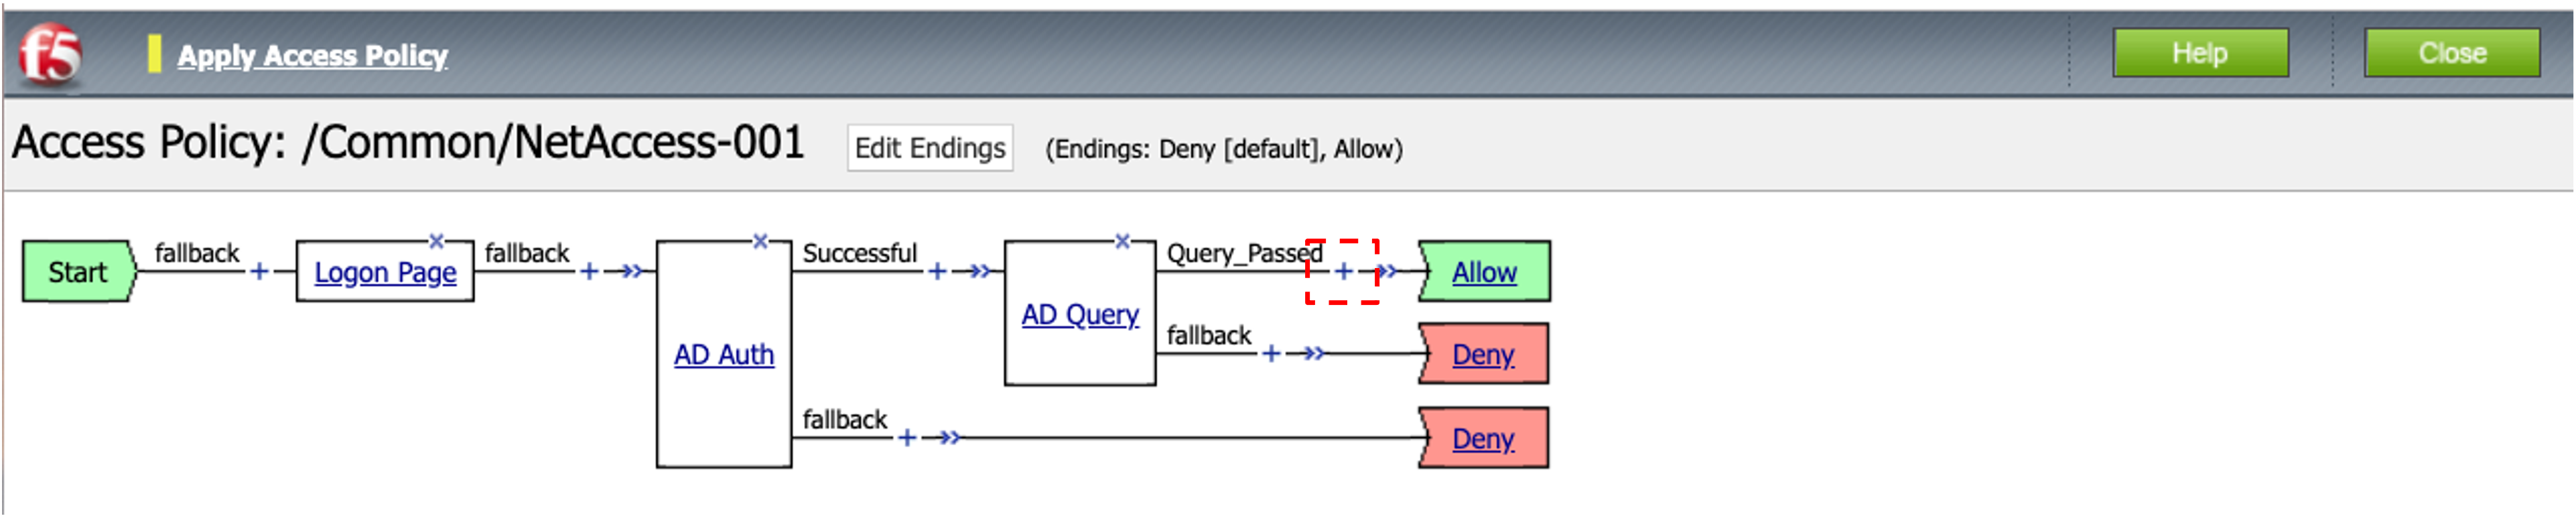 f5 Apply Access Policy Help Close
Access Policy: /Common/NetAccess-001 Edit Endings (Endings: Deny [default], Allow)
Start fallback + Logon Page fallback + Successful + Query_Passed + Allow
AD Query
fallback + Deny
AD Auth
fallback + Deny